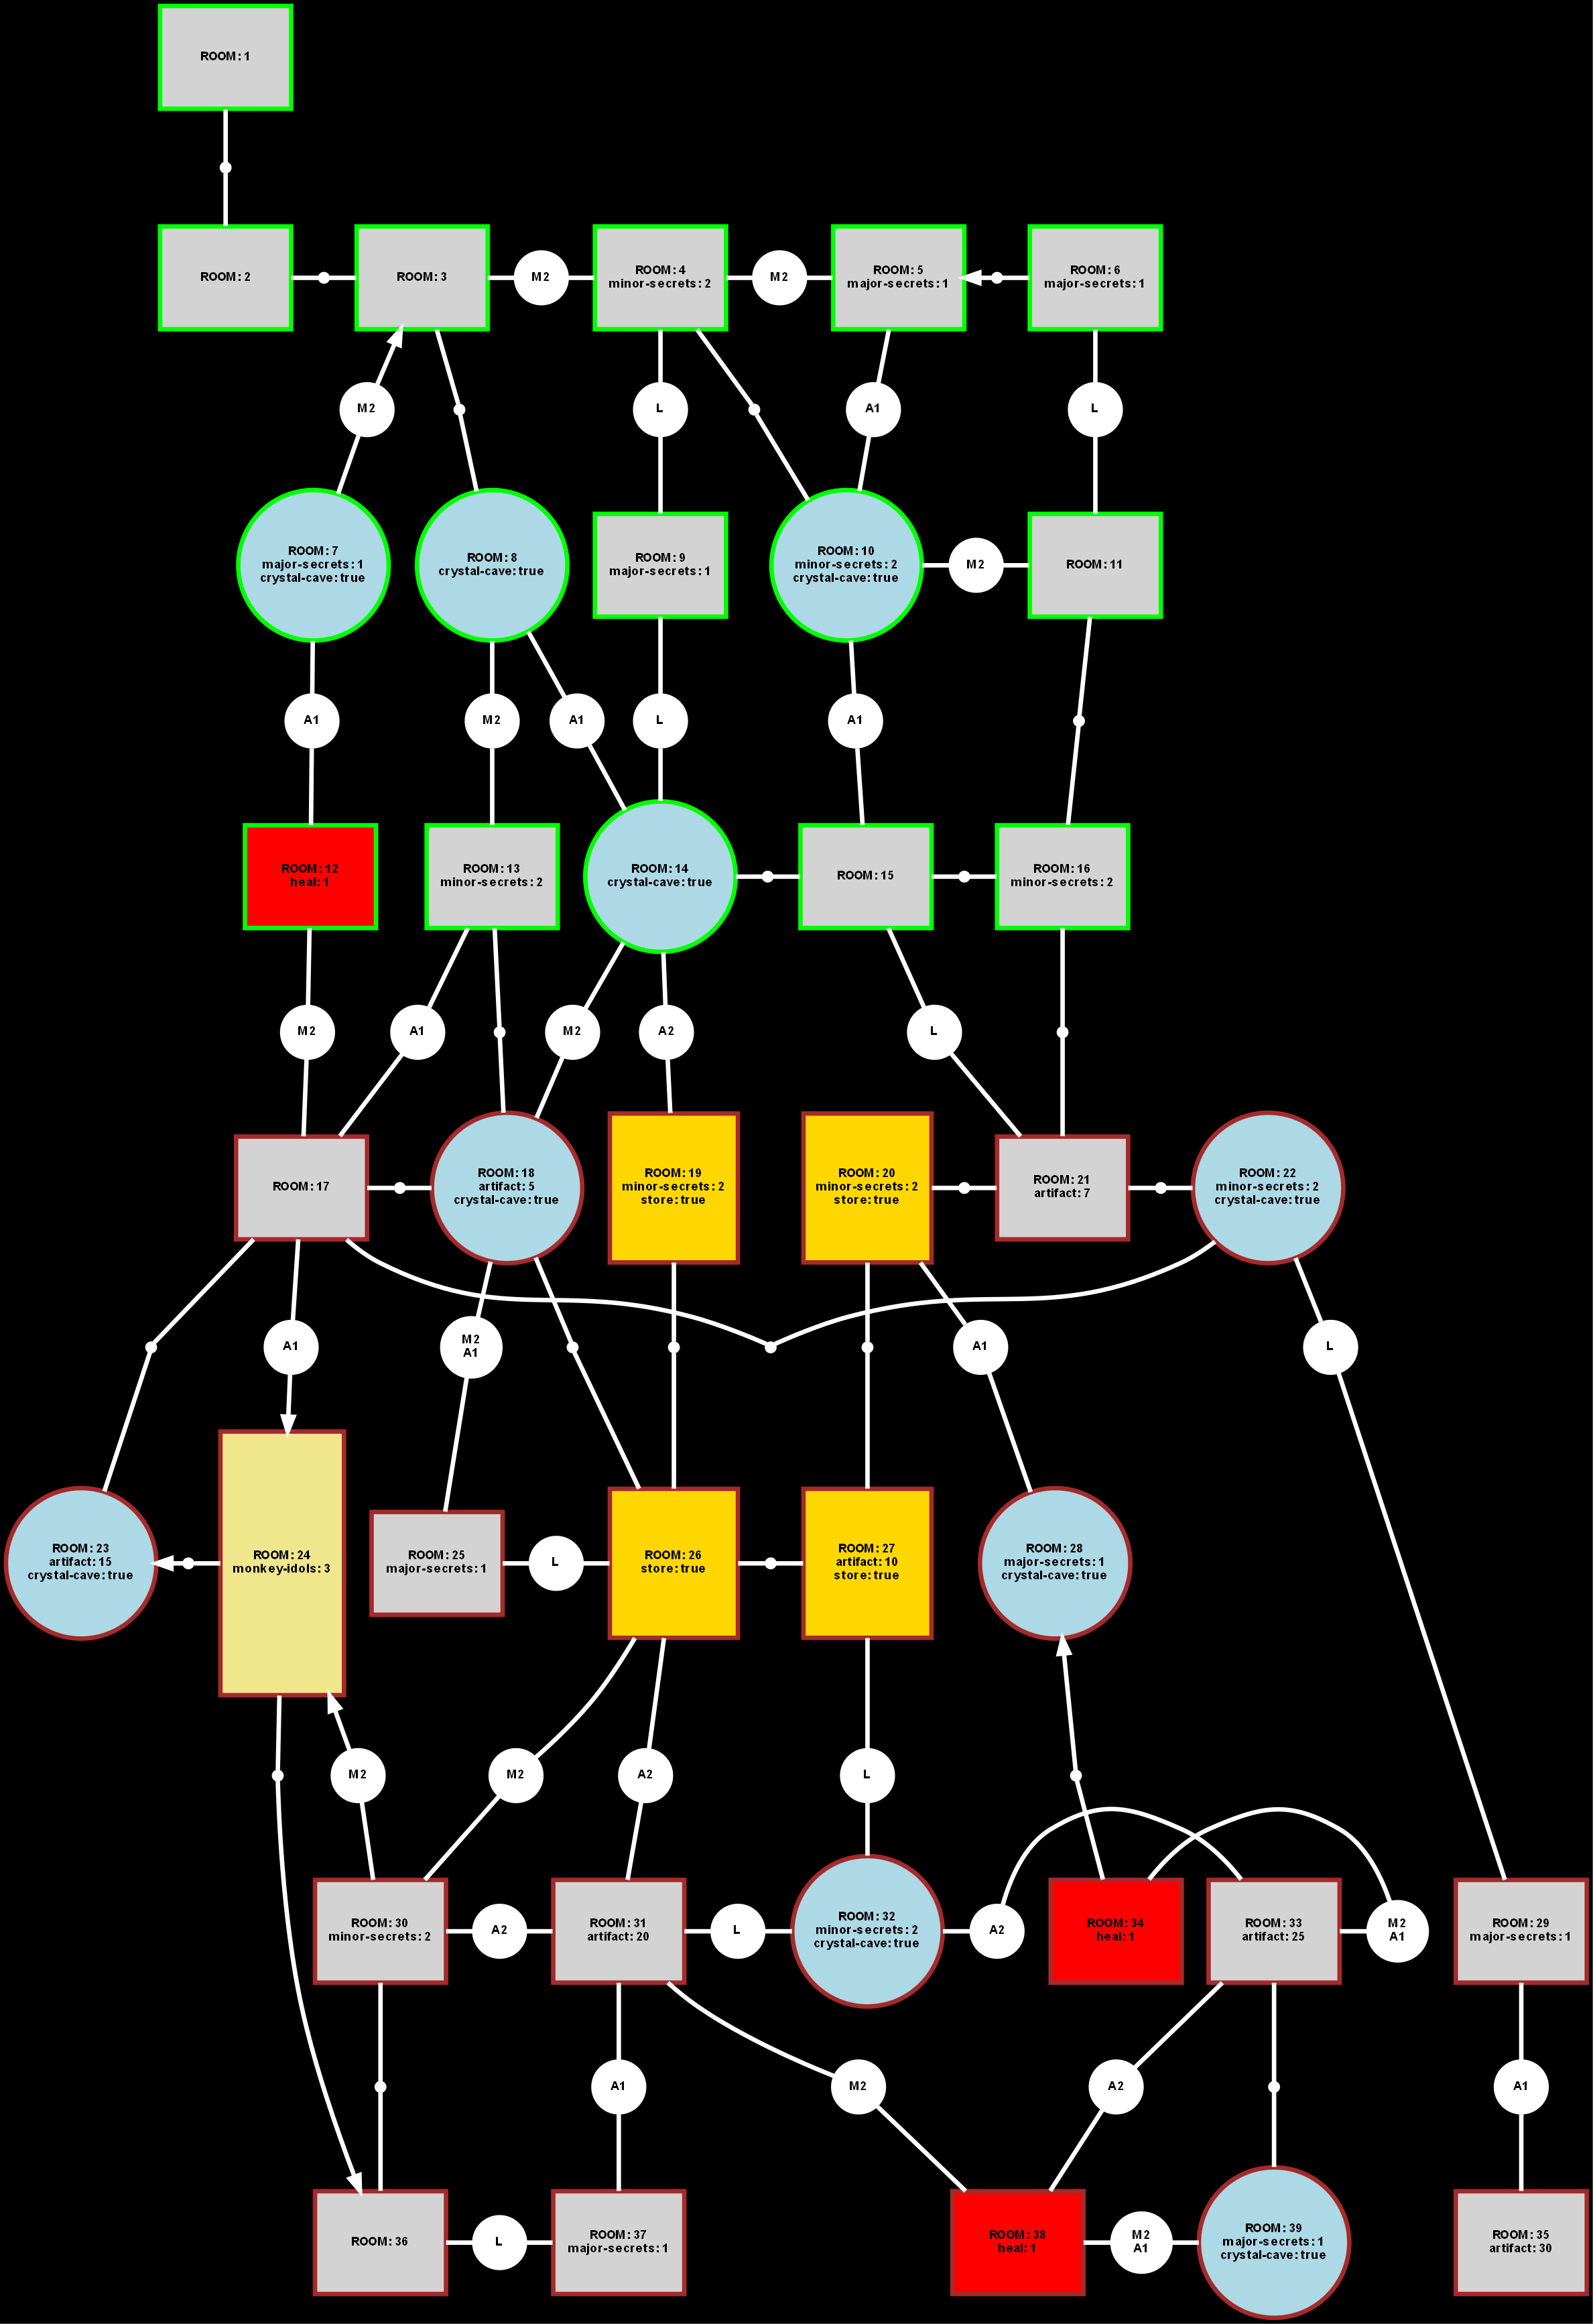 ROOM: 1
ROOM: 2
ROOM: 3
M2
ROOM: 4
minor-secrets: 2
M2
ROOM: 5
major-secrets: 1
ROOM: 6
major-secrets: 1
M2
L
A1
L
ROOM: 7
major-secrets: 1
crystal-cave: true
ROOM: 8
crystal-cave: true
ROOM: 9
major-secrets: 1
ROOM: 10
minor-secrets: 2
crystal-cave: true
M2
ROOM: 11
A1
M2
A1
L
A1
ROOM: 12
heal: 1
ROOM: 13
minor-secrets: 2
ROOM: 14
crystal-cave: true
ROOM: 15
ROOM: 16
minor-secrets: 2
M2
A1
M2
A2
L
ROOM: 17
ROOM: 18
artifact: 5
crystal-cave: true
ROOM: 19
minor-secrets: 2
store: true
ROOM: 20
minor-secrets: 2
store: true
ROOM: 21
artifact: 7
ROOM: 22
minor-secrets: 2
crystal-cave: true
A1
M2
A1
A1
L
ROOM: 23
artifact: 15
crystal-cave: true
ROOM: 24
monkey-idols: 3
ROOM: 25
major-secrets: 1
L
ROOM: 26
store: true
ROOM: 27
artifact: 10
store: true
ROOM: 28
major-secrets: 1
crystal-cave: true
M2
M2
A2
L
ROOM: 30
minor-secrets: 2
A2
ROOM: 31
artifact: 20
L
ROOM: 32
minor-secrets: 2
crystal-cave: true
A2
ROOM: 34
heal: 1
ROOM: 33
artifact: 25
M2
A1
ROOM: 29
major-secrets: 1
A1
M2
A2
A1
ROOM: 36
L
ROOM: 37
major-secrets: 1
ROOM: 38
heal: 1
M2
A1
ROOM: 39
major-secrets: 1
crystal-cave: true
ROOM: 35
artifact: 30